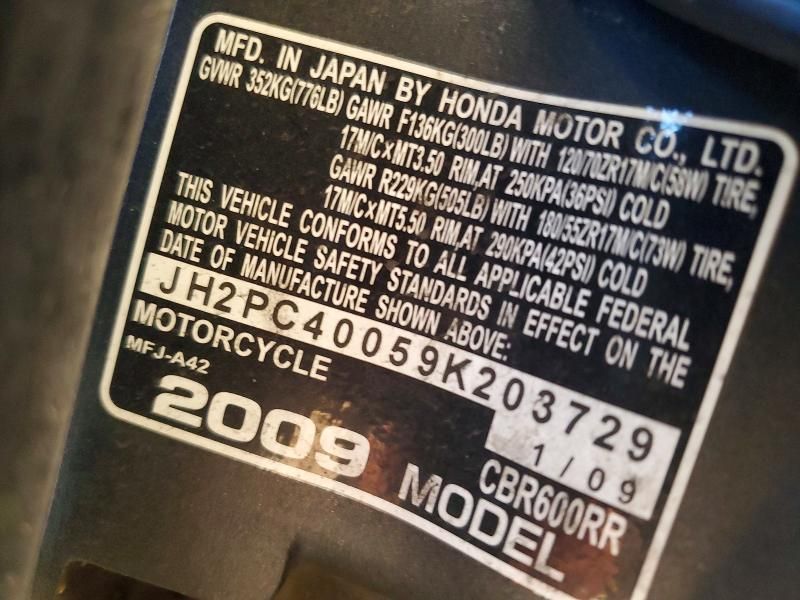 MFD. IN JAPAN BY HONDA MOTOR CO., LTD.
GVWR 352KG(776LB) GAWR F136KG(300LB) WITH 120/70ZR17M/C(58W) TIRE,
17M/C×MT3.50 RIM,AT 250KPA(36PSI) COLD
GAWR R229KG(505LB) WITH 180/55ZR17M/C(73W) TIRE,
17M/C×MT5.50 RIM,AT 290KPA(42PSI) COLD
THIS VEHICLE CONFORMS TO ALL APPLICABLE FEDERAL
MOTOR VEHICLE SAFETY STANDARDS IN EFFECT ON THE
DATE OF MANUFACTURE SHOWN ABOVE:
JH2PC40059K203729
MOTORCYCLE 1/09
MFJ-A42 CBR600RR
2009 MODEL